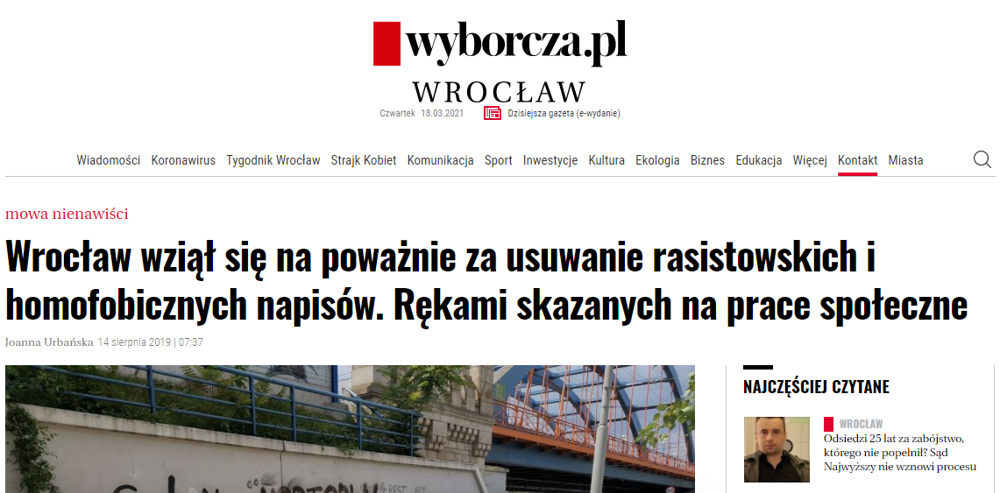 wyborcza.pl
WROCŁAW
Czwartek 18.03.2021 Dzisiejsza gazeta (e-wydanie)
Wiadomości Koronawirus Tygodnik Wrocław Strajk Kobiet Komunikacja Sport Inwestycje Kultura Ekologia Biznes Edukacja Więcej Kontakt Miasta
mowa nienawiści
Wrocław wziął się na poważnie za usuwanie rasistowskich i
homofobicznych napisów. Rękami skazanych na prace społeczne
Joanna Urbańska 14 sierpnia 2019 | 07:37
NAJCZĘŚCIEJ CZYTANE
WROCŁAW
Odsiedzi 25 lat za zabójstwo,
którego nie popełnił? Sąd
Najwyższy nie wznowi procesu